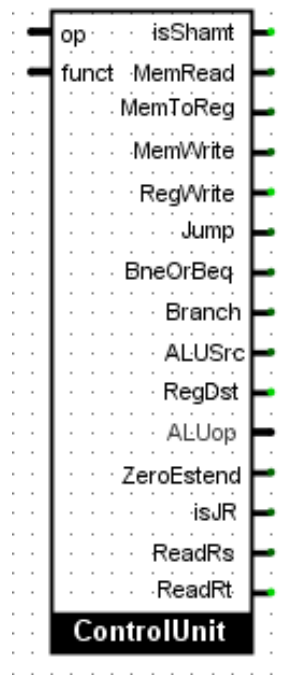 op isShamt
funct MemRead
MemToReg
MemWrite
RegWrite
Jump
BneOrBeq
Branch
ALUSrc
RegDst
ALUop
ZeroEstend
isJR
ReadRs
ReadRt
ControlUnit